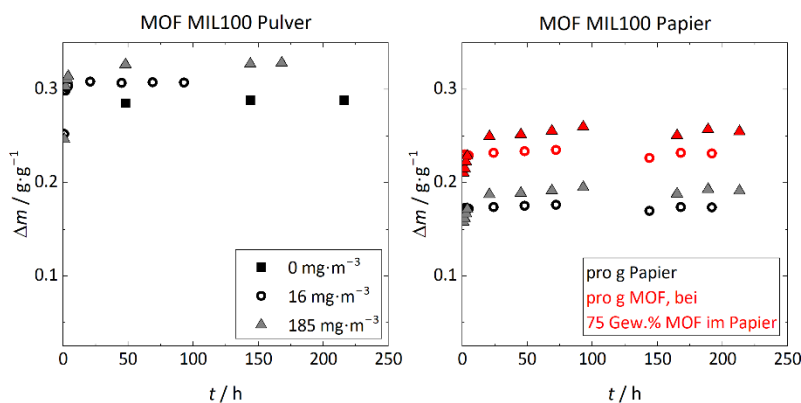 MOF MIL100 Pulver
0.3
0.2
0.1
Δm / g·g⁻¹
0 mg·m⁻³
16 mg·m⁻³
185 mg·m⁻³
0 50 100 150 200 250
t / h
MOF MIL100 Papier
0.3
0.2
0.1
Δm / g·g⁻¹
pro g Papier
pro g MOF, bei
75 Gew.% MOF im Papier
0 50 100 150 200 250
t / h